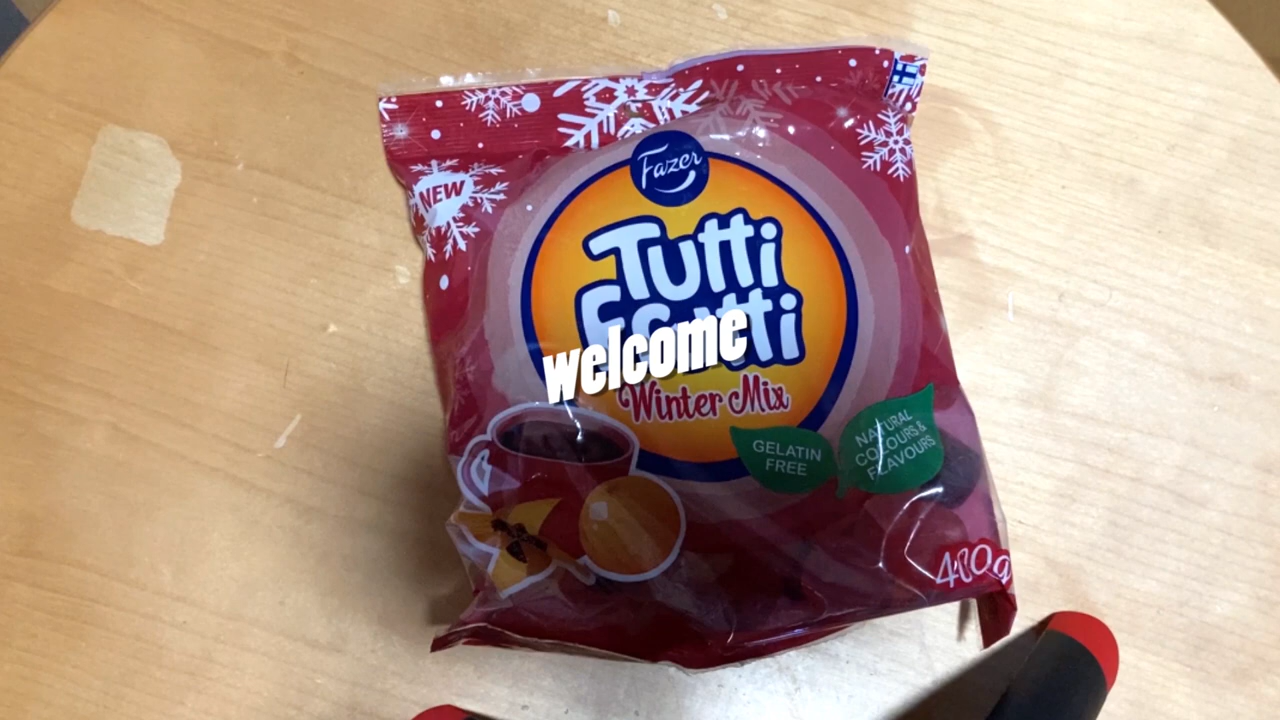 Fazer
NEW
Tutti
welcome
Winter Mix
GELATIN
FREE
NATURAL
COLOURS &
FLAVOURS
400g